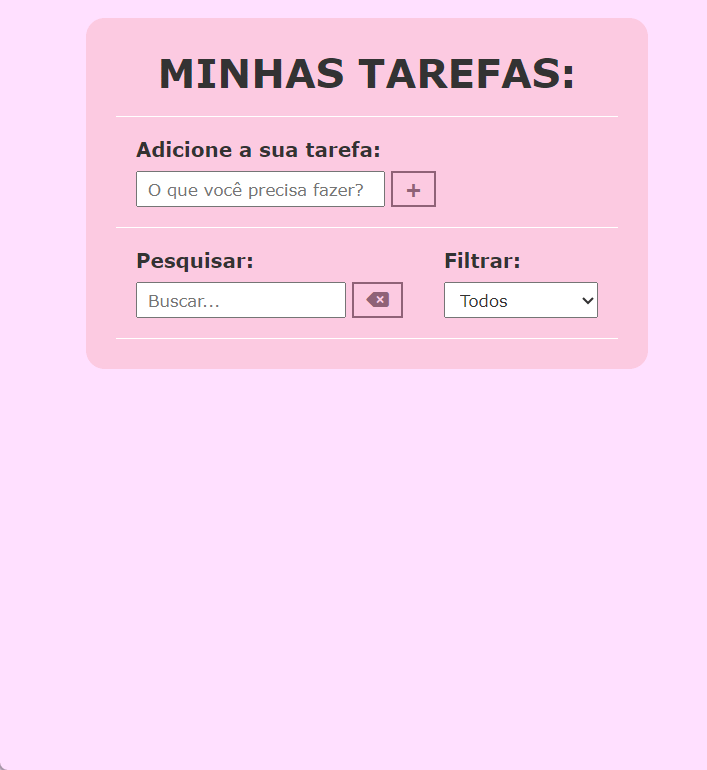 MINHAS TAREFAS:
Adicione a sua tarefa:
O que você precisa fazer? +
Pesquisar: Filtrar:
Buscar... Todos